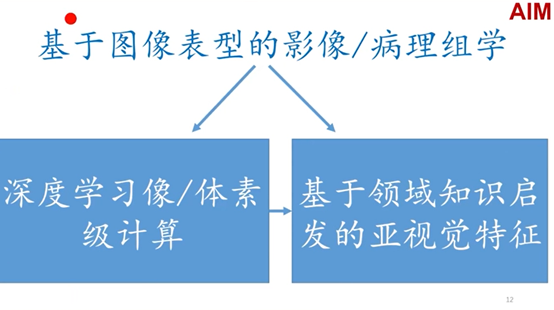 AIM
基于图像表型的影像/病理组学
深度学习像/体素
级计算
基于领域知识启
发的亚视觉特征
12